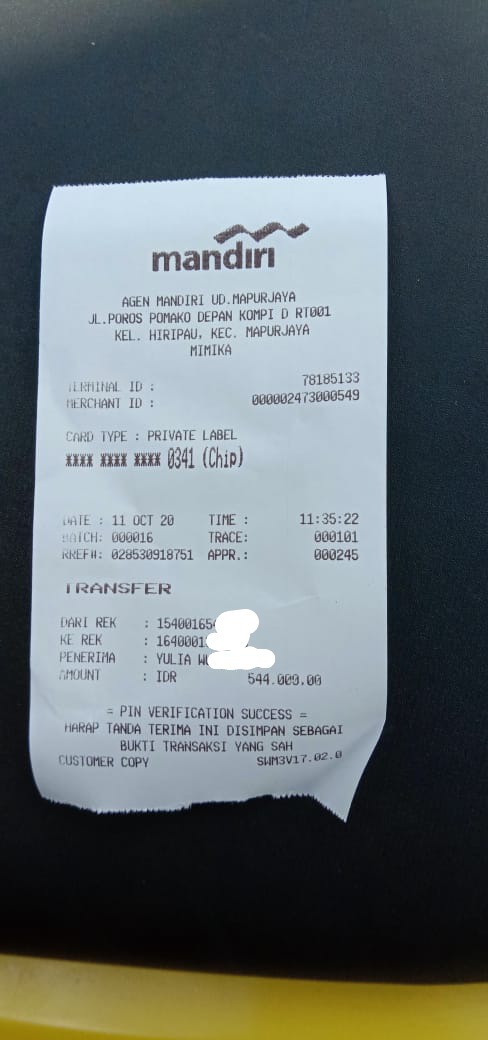 mandiri
AGEN MANDIRI UD.MAPURJAYA
JL.POROS POMAKO DEPAN KOMPI D RT001
KEL. HIRIPAU, KEC. MAPURJAYA
MIMIKA
TERMINAL ID : 78185133
MERCHANT ID : 000002473000549
CARD TYPE : PRIVATE LABEL
XXXX XXXX XXXX 0341 (Chip)
DATE : 11 OCT 20 TIME : 11:35:22
BATCH: 000016 TRACE: 000101
RREF#: 028530918751 APPR.: 000245
TRANSFER
DARI REK : 15400165
KE REK : 1640001
PENERIMA : YULIA
AMOUNT : IDR 544.009.00
= PIN VERIFICATION SUCCESS =
HARAP TANDA TERIMA INI DISIMPAN SEBAGAI
BUKTI TRANSAKSI YANG SAH
CUSTOMER COPY SWM3V17.02.0